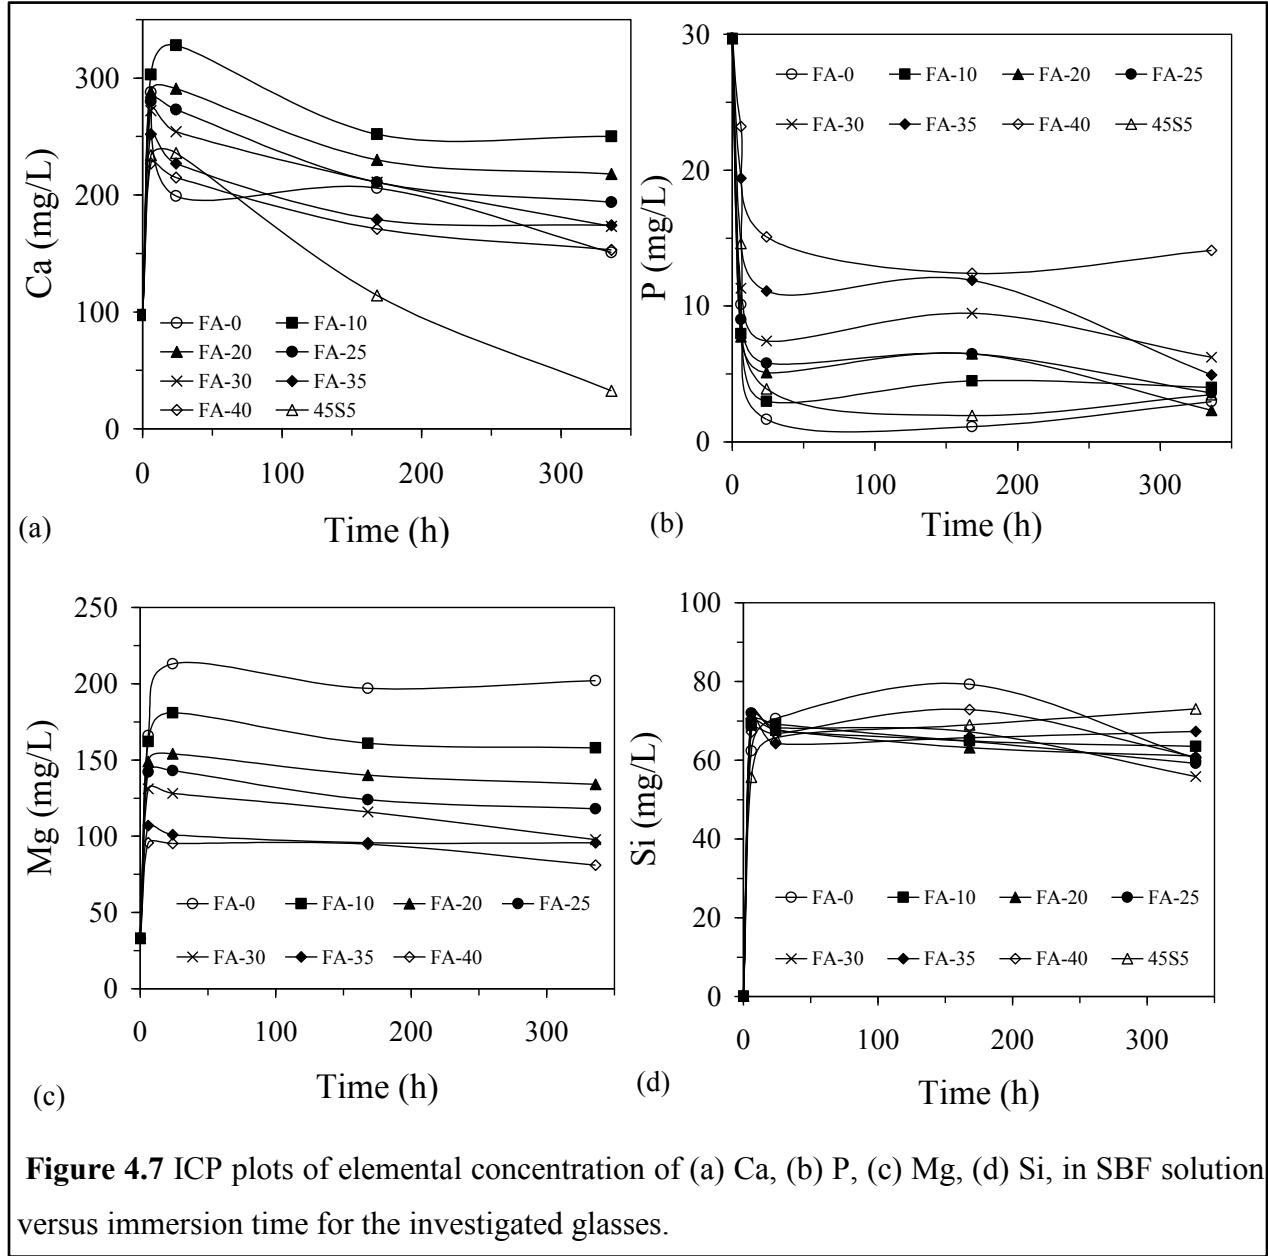 300
200
100
0
Ca (mg/L)
FA-0 FA-10
FA-20 FA-25
FA-30 FA-35
FA-40 45S5
0 100 200 300
Time (h)
(a)
30
20
10
0
P (mg/L)
FA-0 FA-10 FA-20 FA-25
FA-30 FA-35 FA-40 45S5
0 100 200 300
Time (h)
(b)
250
200
150
100
50
0
Mg (mg/L)
FA-0 FA-10 FA-20 FA-25
FA-30 FA-35 FA-40
0 100 200 300
Time (h)
(c)
100
80
60
40
20
0
Si (mg/L)
FA-0 FA-10 FA-20 FA-25
FA-30 FA-35 FA-40 45S5
0 100 200 300
Time (h)
(d)
Figure 4.7 ICP plots of elemental concentration of (a) Ca, (b) P, (c) Mg, (d) Si, in SBF solution
versus immersion time for the investigated glasses.